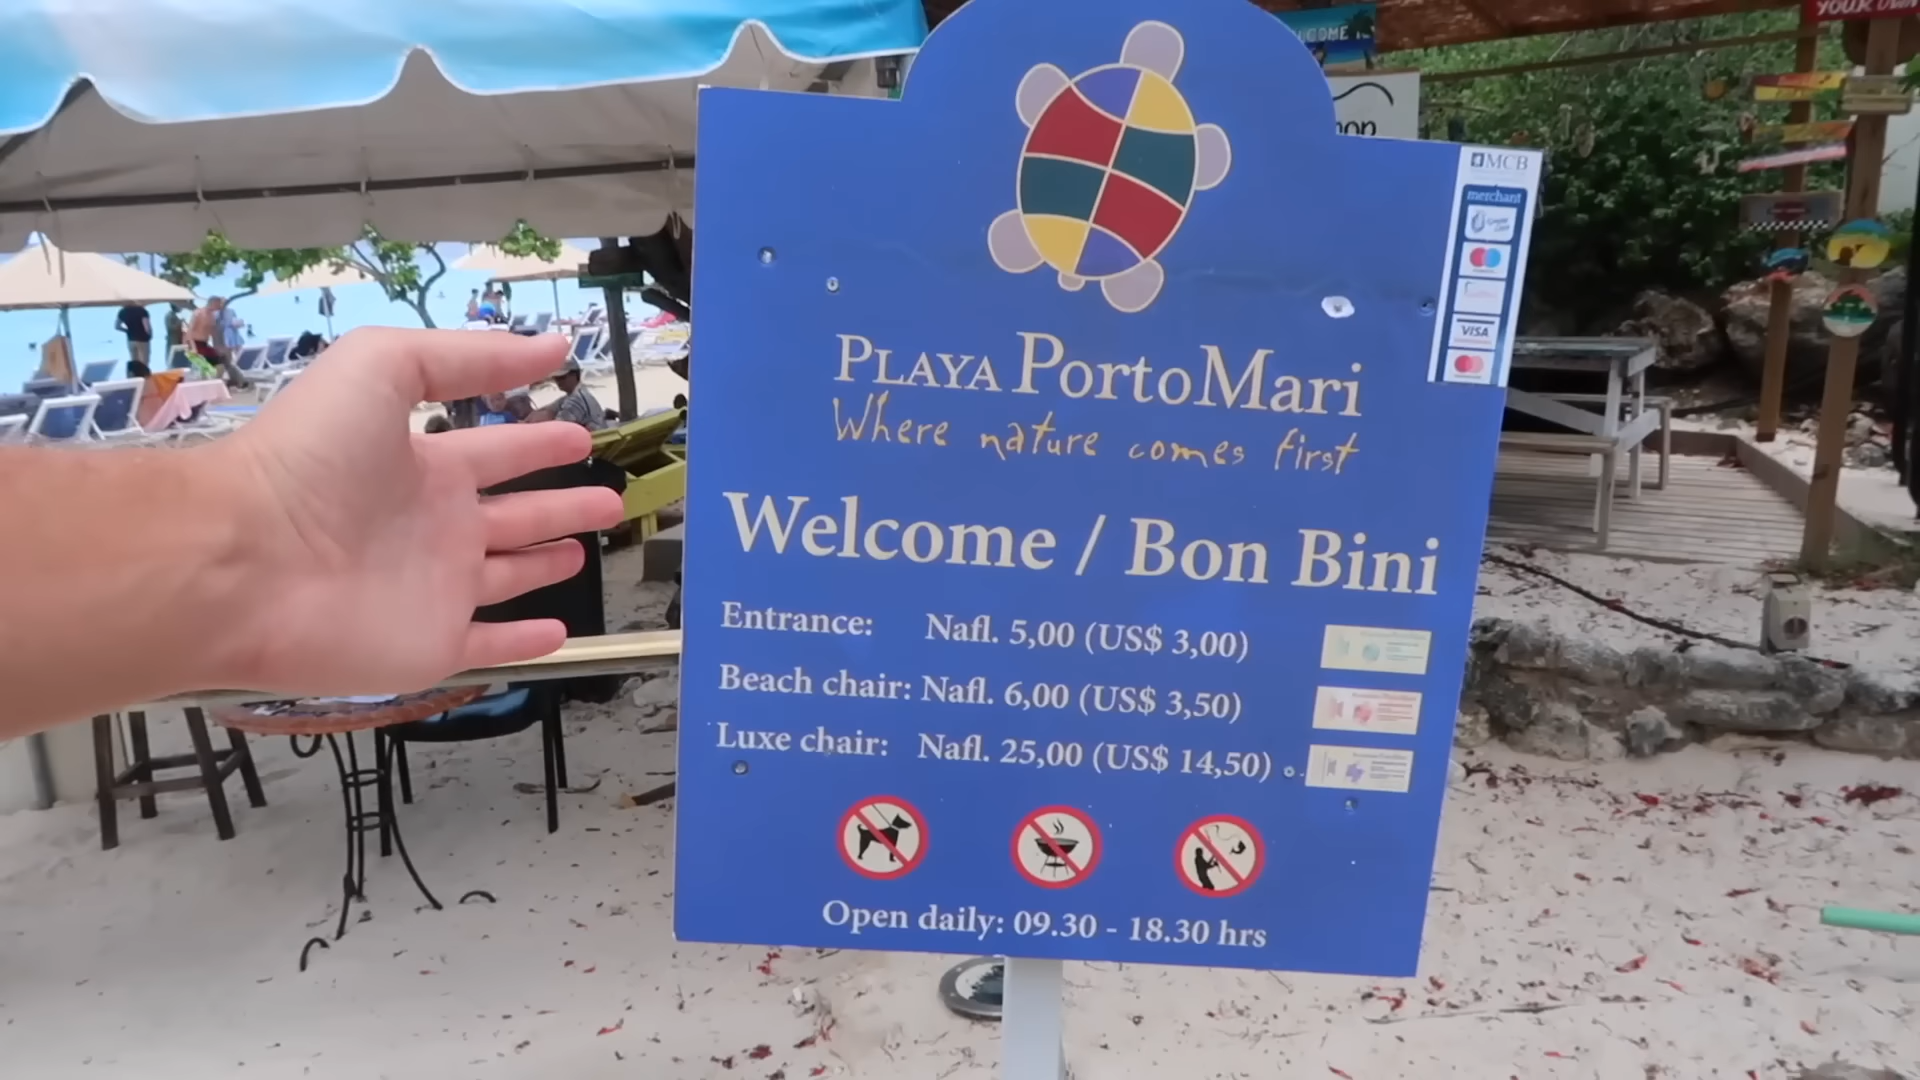 YOUR OWN
MCB
merchant
VISA
PLAYA PortoMari
Where nature comes first
Welcome / Bon Bini
Entrance: Nafl. 5,00 (US$ 3,00)
Beach chair: Nafl. 6,00 (US$ 3,50)
Luxe chair: Nafl. 25,00 (US$ 14,50)
Open daily: 09.30 - 18.30 hrs